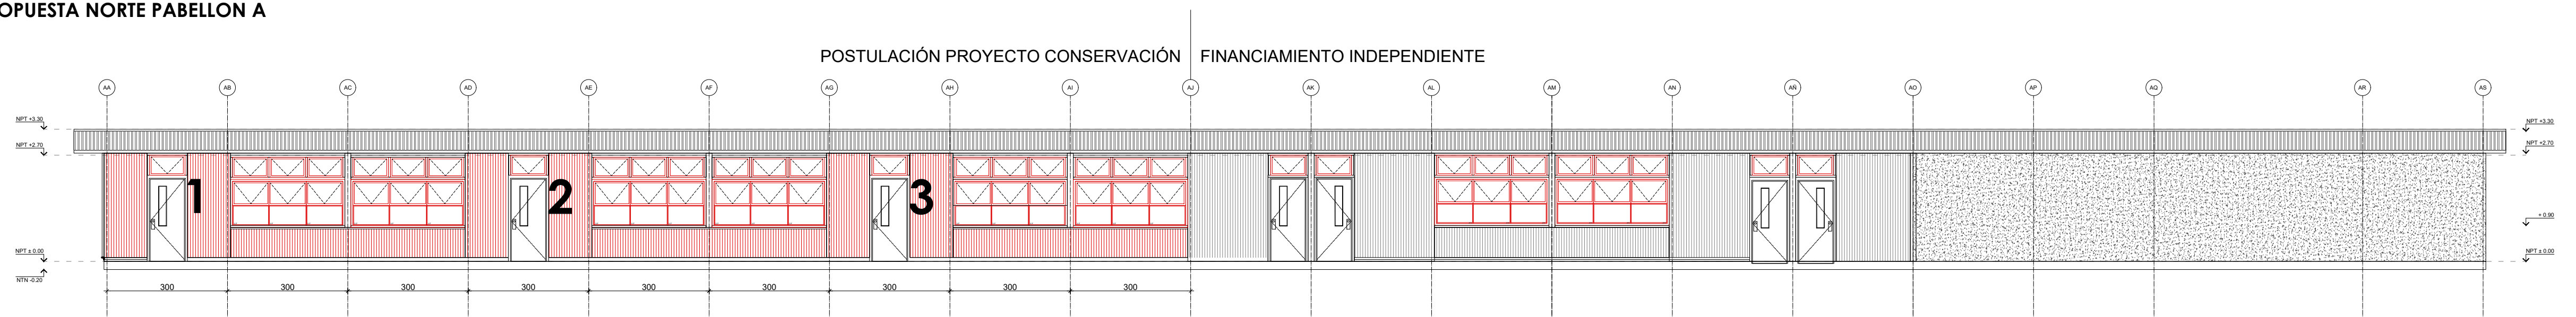 OPUESTA NORTE PABELLON A
POSTULACIÓN PROYECTO CONSERVACIÓN
FINANCIAMIENTO INDEPENDIENTE
AA AB AC AD AE AF AG AH AI AJ AK AL AM AN AÑ AO AP AQ AR AS
NPT +3.30
NPT +3.30
NPT +2.70
NPT +2.70
1 2 3
+ 0.90
NPT ± 0.00
NPT ± 0.00
NTN -0.20
300 300 300 300 300 300 300 300 300